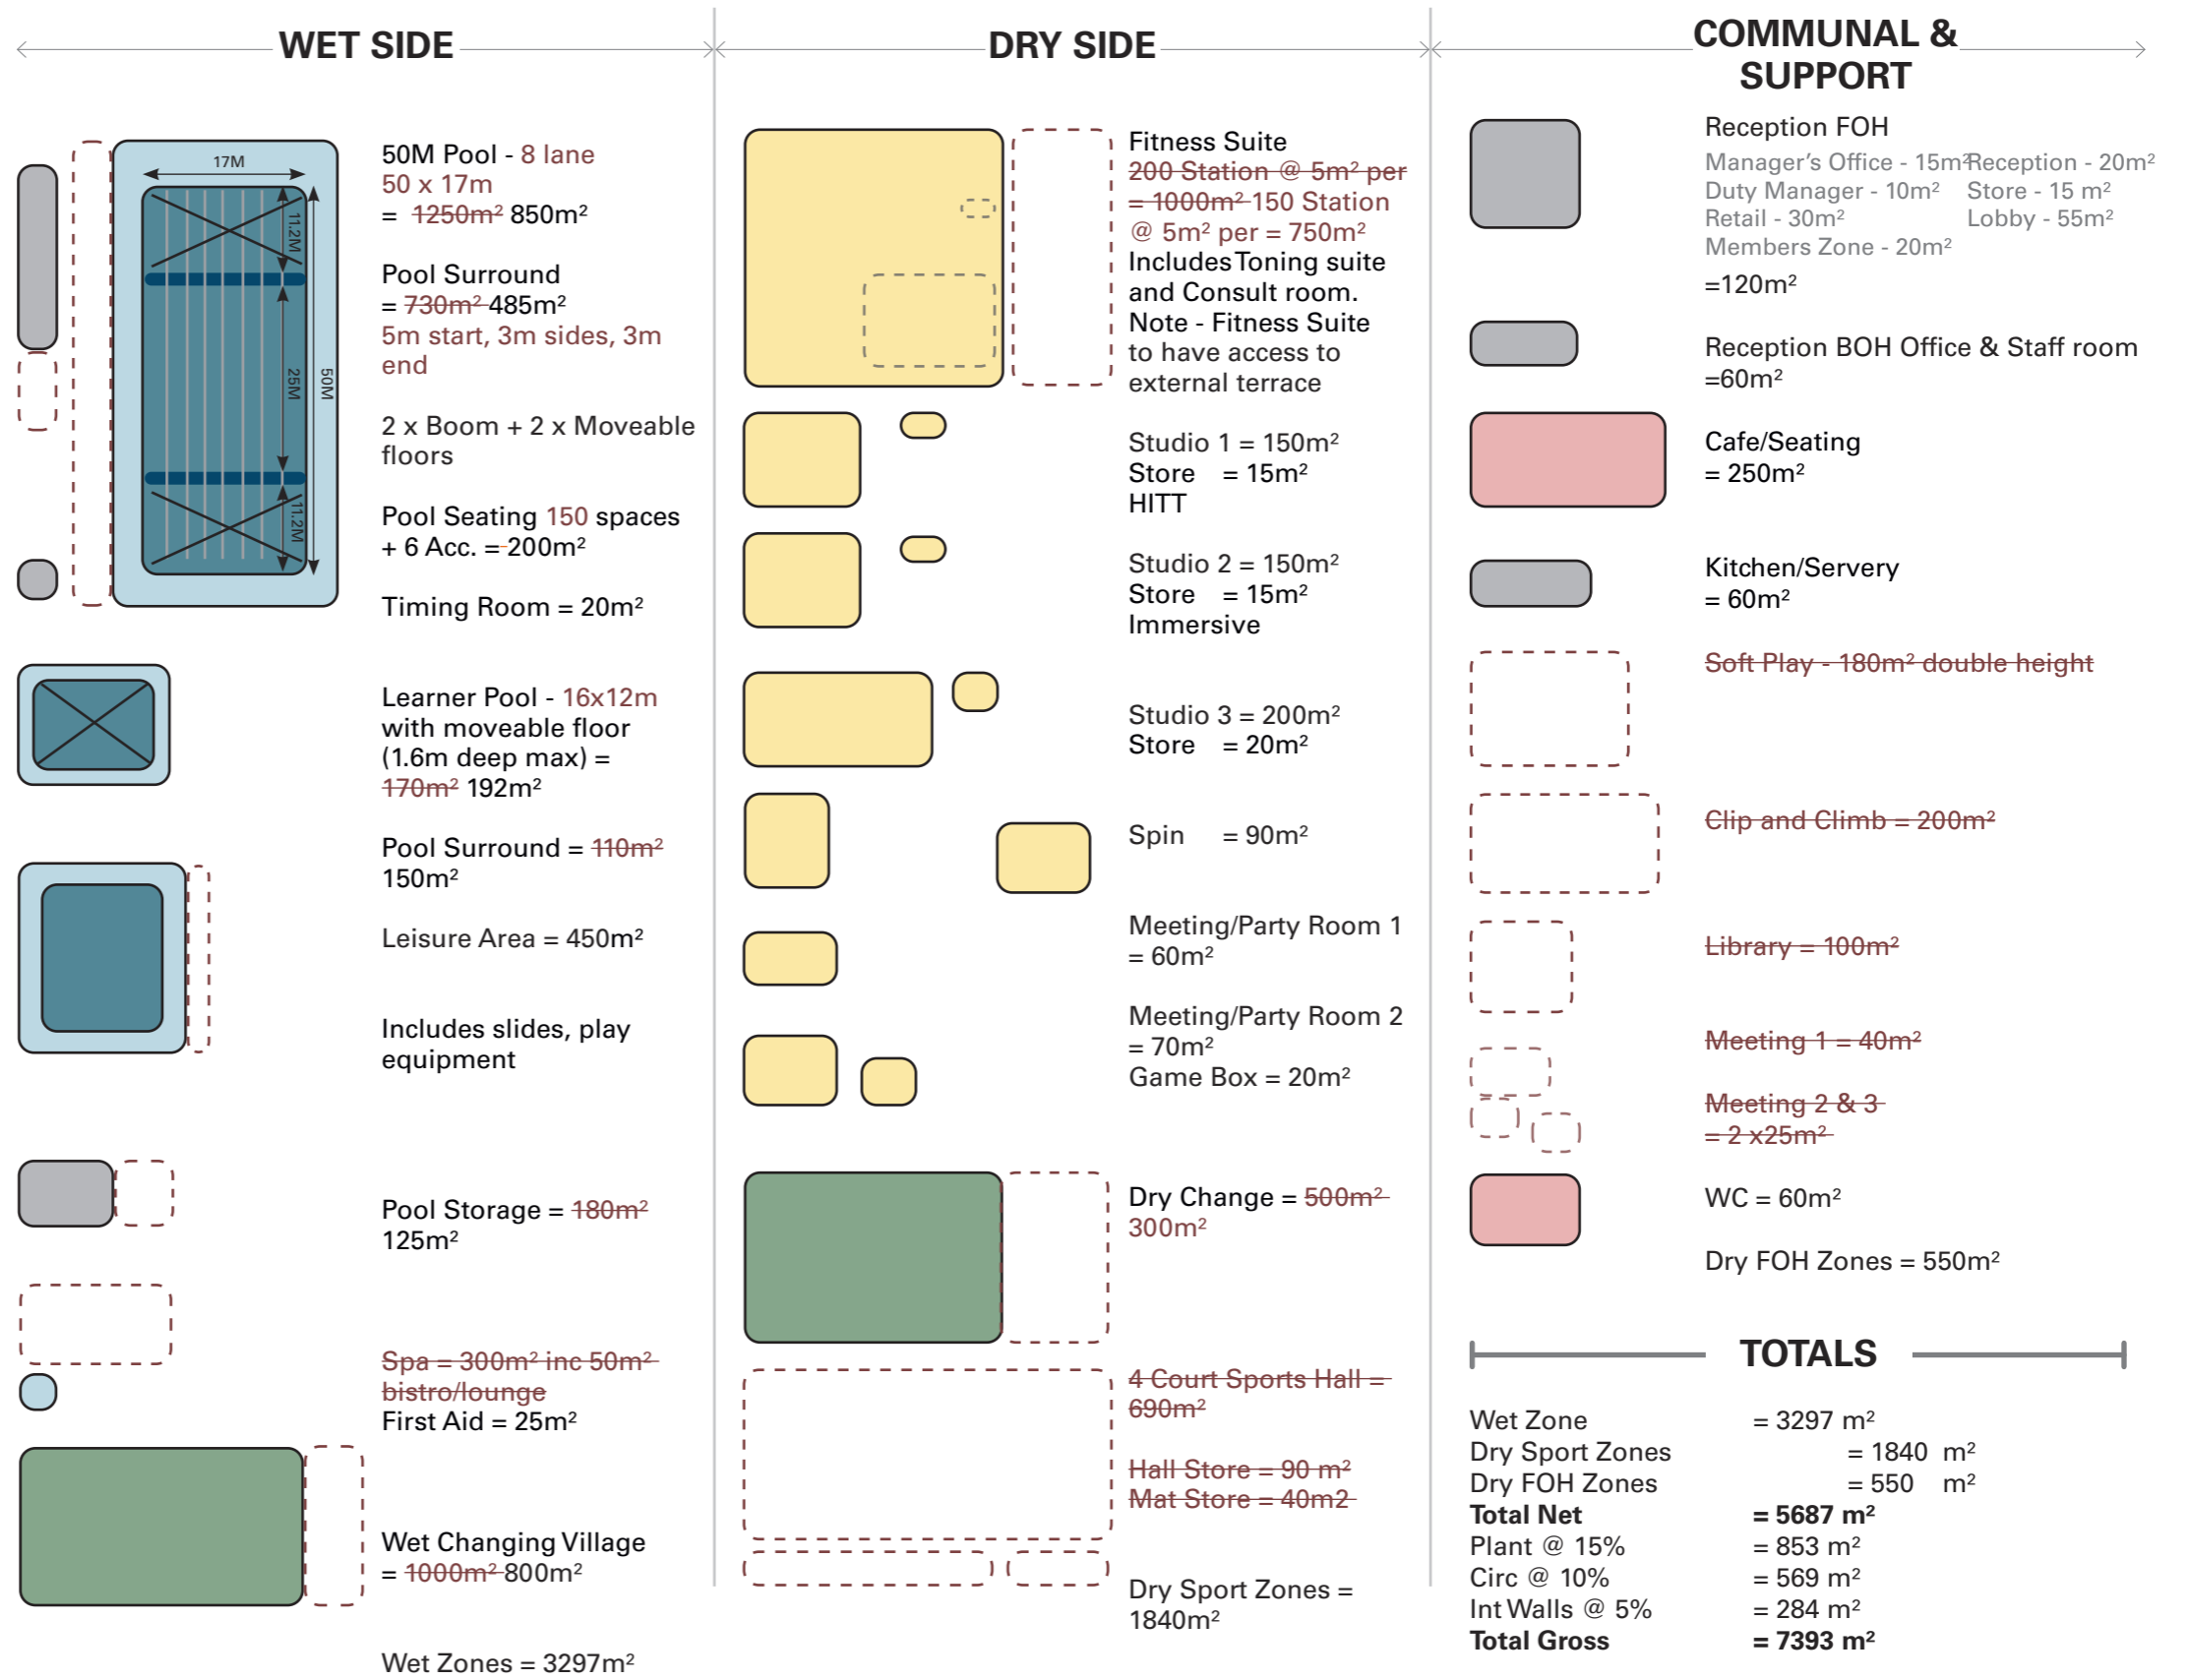 WET SIDE
50M Pool - 8 lane
50 x 17m
= 1250m² 850m²
Pool Surround
= 730m² 485m²
5m start, 3m sides, 3m
end
2 x Boom + 2 x Moveable
floors
Pool Seating 150 spaces
+ 6 Acc. = 200m²
Timing Room = 20m²
17M
11.2M
25M
50M
11.2M
Learner Pool - 16x12m
with moveable floor
(1.6m deep max) =
170m² 192m²
Pool Surround = 110m²
150m²
Leisure Area = 450m²
Includes slides, play
equipment
Pool Storage = 180m²
125m²
Spa = 300m² inc 50m²
bistro/lounge
First Aid = 25m²
Wet Changing Village
= 1000m² 800m²
Wet Zones = 3297m²
DRY SIDE
Fitness Suite
200 Station @ 5m² per
= 1000m² 150 Station
@ 5m² per = 750m²
Includes Toning suite
and Consult room.
Note - Fitness Suite
to have access to
external terrace
Studio 1 = 150m²
Store = 15m²
HITT
Studio 2 = 150m²
Store = 15m²
Immersive
Studio 3 = 200m²
Store = 20m²
Spin = 90m²
Meeting/Party Room 1
= 60m²
Meeting/Party Room 2
= 70m²
Game Box = 20m²
Dry Change = 500m²
300m²
4 Court Sports Hall =
690m²
Hall Store = 90 m²
Mat Store = 40m2
Dry Sport Zones =
1840m²
COMMUNAL &
SUPPORT
Reception FOH
Manager's Office - 15m² Reception - 20m²
Duty Manager - 10m² Store - 15 m²
Retail - 30m² Lobby - 55m²
Members Zone - 20m²
=120m²
Reception BOH Office & Staff room
=60m²
Cafe/Seating
= 250m²
Kitchen/Servery
= 60m²
Soft Play - 180m² double height
Clip and Climb = 200m²
Library = 100m²
Meeting 1 = 40m²
Meeting 2 & 3
= 2 x25m²
WC = 60m²
Dry FOH Zones = 550m²
TOTALS
Wet Zone = 3297 m²
Dry Sport Zones = 1840 m²
Dry FOH Zones = 550 m²
Total Net = 5687 m²
Plant @ 15% = 853 m²
Circ @ 10% = 569 m²
Int Walls @ 5% = 284 m²
Total Gross = 7393 m²